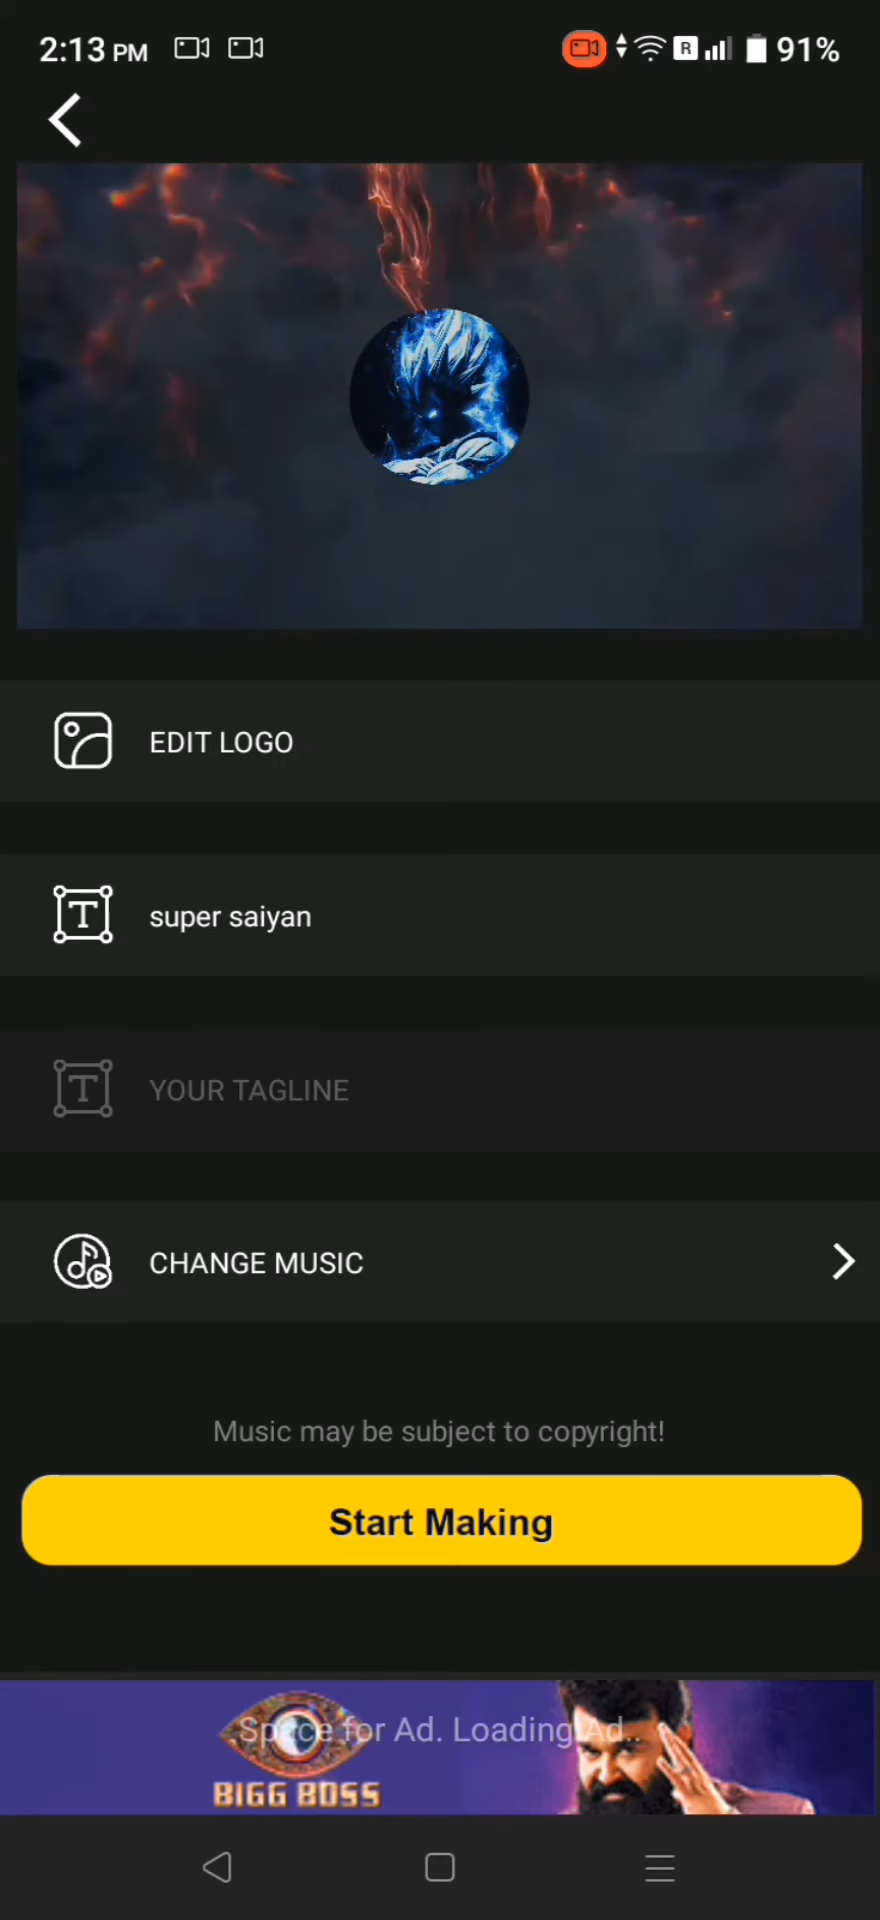 2:13 PM
R
91%
EDIT LOGO
super saiyan
YOUR TAGLINE
CHANGE MUSIC
Music may be subject to copyright!
Start Making
Space for Ad. Loading Ad..
BIGG BOSS